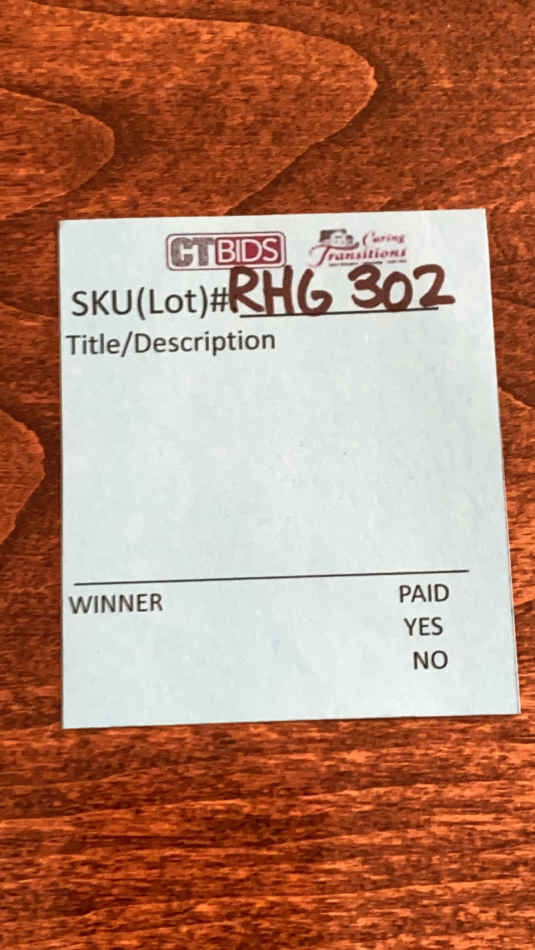 CTBIDS
Caring
Transitions
SKU(Lot)#RHG 302
Title/Description
WINNER
PAID
YES
NO